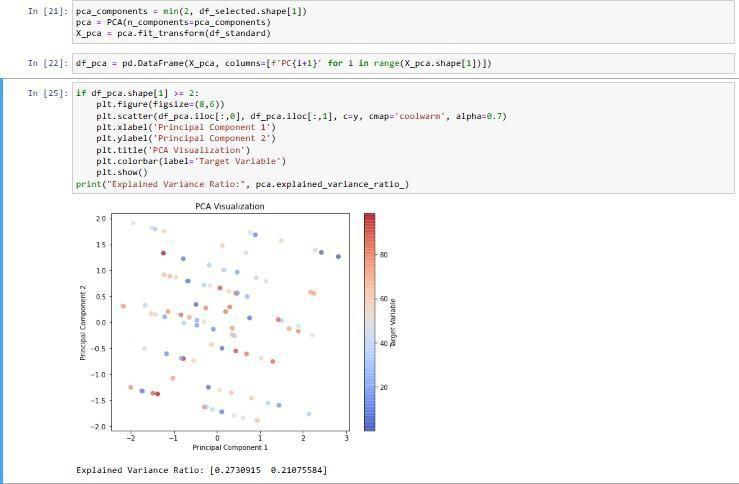 In [21]: pca_components = min(2, df_selected.shape[1])
pca = PCA(n_components=pca_components)
X_pca = pca.fit_transform(df_standard)
In [22]: df_pca = pd.DataFrame(X_pca, columns=[f'PC{i+1}' for i in range(X_pca.shape[1])])
In [25]: if df_pca.shape[1] >= 2:
plt.figure(figsize=(8,6))
plt.scatter(df_pca.iloc[:,0], df_pca.iloc[:,1], c=y, cmap='coolwarm', alpha=0.7)
plt.xlabel('Principal Component 1')
plt.ylabel('Principal Component 2')
plt.title('PCA Visualization')
plt.colorbar(label='Target Variable')
plt.show()
print("Explained Variance Ratio:", pca.explained_variance_ratio_)
PCA Visualization
2.0
1.5
1.0
0.5
0.0
−0.5
−1.0
−1.5
−2.0
Principal Component 2
−2 −1 0 1 2 3
Principal Component 1
80
60
40
20
Target Variable
Explained Variance Ratio: [0.2730915 0.21075584]